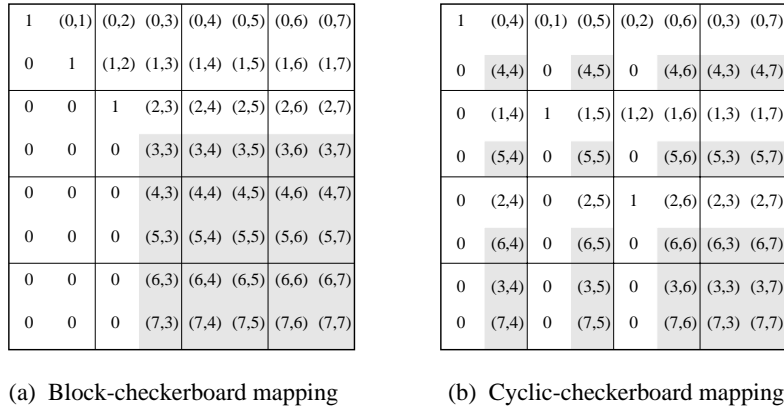 1 (0,1) (0,2) (0,3) (0,4) (0,5) (0,6) (0,7)
0 1 (1,2) (1,3) (1,4) (1,5) (1,6) (1,7)
0 0 1 (2,3) (2,4) (2,5) (2,6) (2,7)
0 0 0 (3,3) (3,4) (3,5) (3,6) (3,7)
0 0 0 (4,3) (4,4) (4,5) (4,6) (4,7)
0 0 0 (5,3) (5,4) (5,5) (5,6) (5,7)
0 0 0 (6,3) (6,4) (6,5) (6,6) (6,7)
0 0 0 (7,3) (7,4) (7,5) (7,6) (7,7)
(a) Block-checkerboard mapping
1 (0,4) (0,1) (0,5) (0,2) (0,6) (0,3) (0,7)
0 (4,4) 0 (4,5) 0 (4,6) (4,3) (4,7)
0 (1,4) 1 (1,5) (1,2) (1,6) (1,3) (1,7)
0 (5,4) 0 (5,5) 0 (5,6) (5,3) (5,7)
0 (2,4) 0 (2,5) 1 (2,6) (2,3) (2,7)
0 (6,4) 0 (6,5) 0 (6,6) (6,3) (6,7)
0 (3,4) 0 (3,5) 0 (3,6) (3,3) (3,7)
0 (7,4) 0 (7,5) 0 (7,6) (7,3) (7,7)
(b) Cyclic-checkerboard mapping